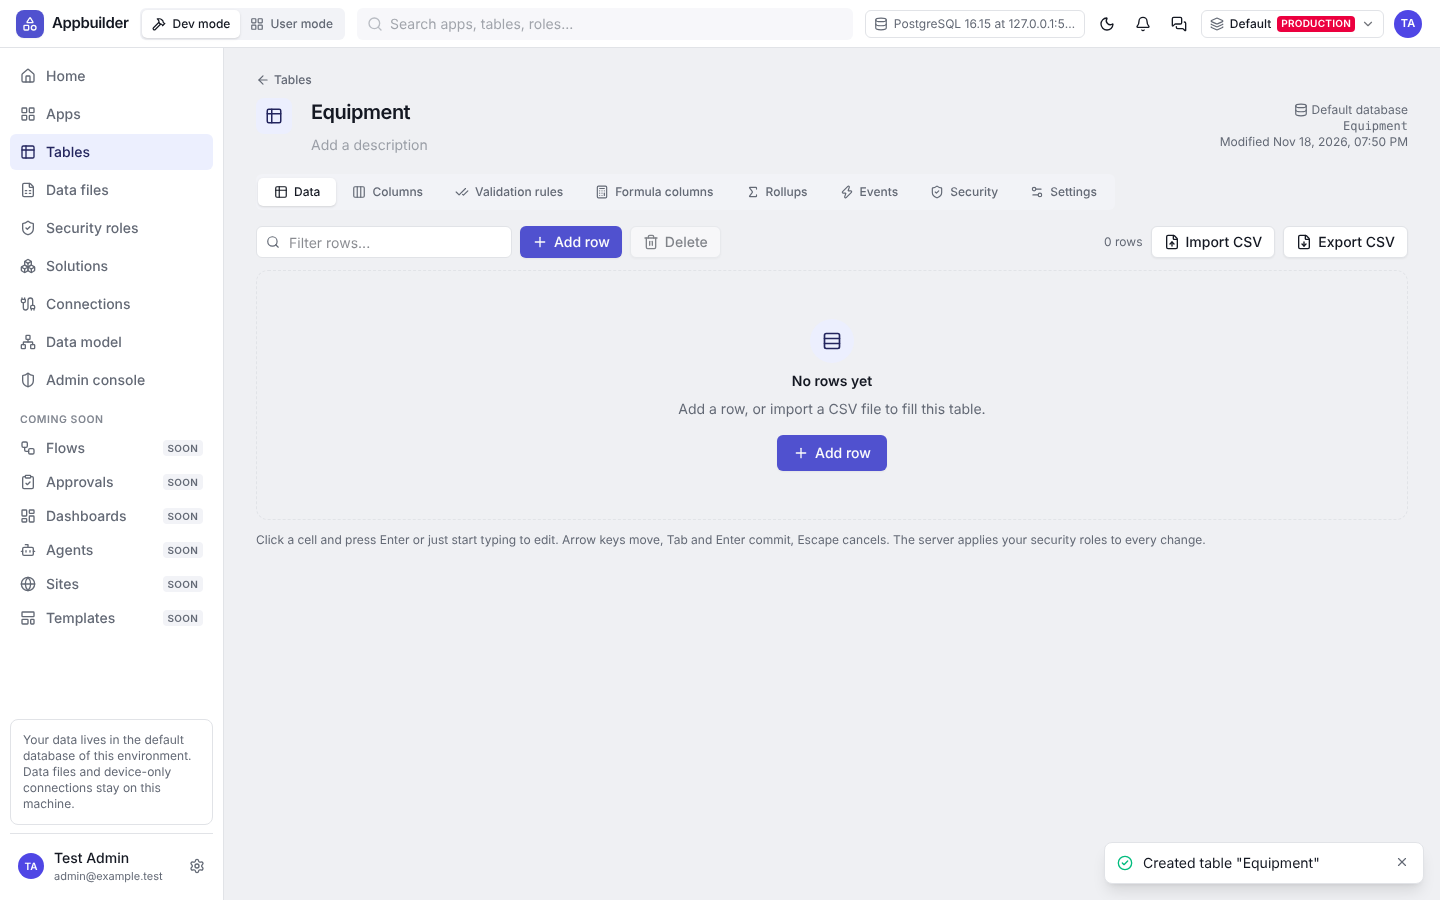 Appbuilder
Dev mode
User mode
Search apps, tables, roles...
PostgreSQL 16.15 at 127.0.0.1:5...
Default
PRODUCTION
TA
Home
Apps
Tables
Data files
Security roles
Solutions
Connections
Data model
Admin console
COMING SOON
Flows SOON
Approvals SOON
Dashboards SOON
Agents SOON
Sites SOON
Templates SOON
Your data lives in the default
database of this environment.
Data files and device-only
connections stay on this
machine.
TA
Test Admin
admin@example.test
Tables
Equipment
Add a description
Default database
Equipment
Modified Nov 18, 2026, 07:50 PM
Data
Columns
Validation rules
Formula columns
Rollups
Events
Security
Settings
Filter rows...
Add row
Delete
0 rows
Import CSV
Export CSV
No rows yet
Add a row, or import a CSV file to fill this table.
Add row
Click a cell and press Enter or just start typing to edit. Arrow keys move, Tab and Enter commit, Escape cancels. The server applies your security roles to every change.
Created table "Equipment"